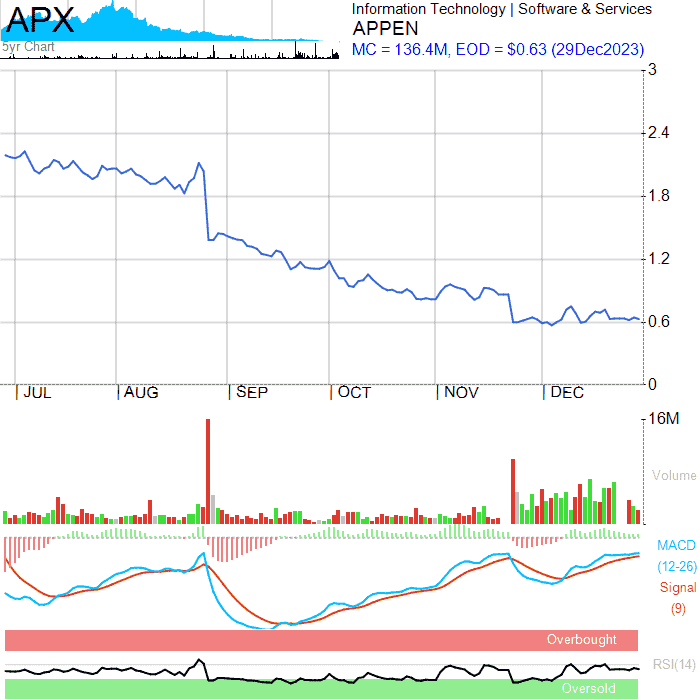 APX
5yr Chart
Information Technology | Software & Services
APPEN
MC = 136.4M, EOD = $0.63 (29Dec2023)
3
2.4
1.8
1.2
0.6
0
| JUL | AUG | SEP | OCT | NOV | DEC
16M
Volume
MACD
(12-26)
Signal
(9)
Overbought
RSI(14)
Oversold